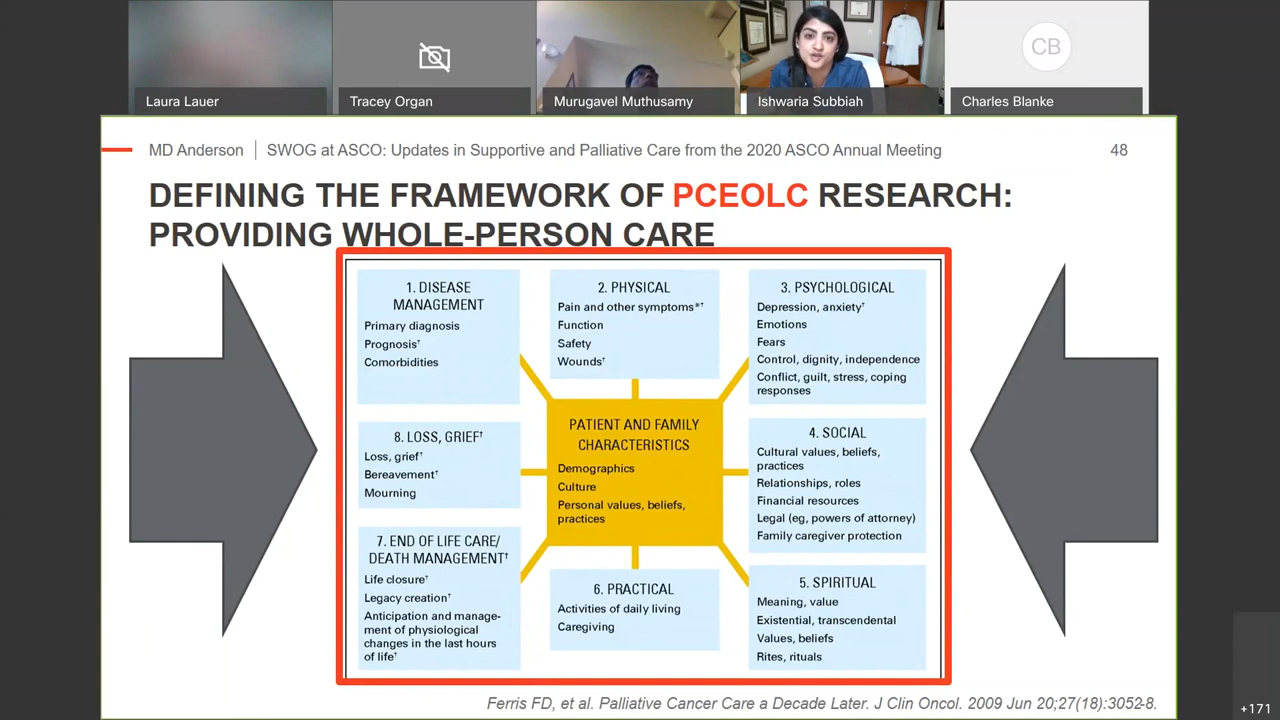 Laura Lauer
Tracey Organ
Murugavel Muthusamy
Ishwaria Subbiah
CB
Charles Blanke
MD Anderson | SWOG at ASCO: Updates in Supportive and Palliative Care from the 2020 ASCO Annual Meeting
48
DEFINING THE FRAMEWORK OF PCEOLC RESEARCH:
PROVIDING WHOLE-PERSON CARE
1. DISEASE
MANAGEMENT
Primary diagnosis
Prognosis†
Comorbidities
2. PHYSICAL
Pain and other symptoms*†
Function
Safety
Wounds†
3. PSYCHOLOGICAL
Depression, anxiety†
Emotions
Fears
Control, dignity, independence
Conflict, guilt, stress, coping
responses
8. LOSS, GRIEF†
Loss, grief†
Bereavement†
Mourning
PATIENT AND FAMILY
CHARACTERISTICS
Demographics
Culture
Personal values, beliefs,
practices
4. SOCIAL
Cultural values, beliefs,
practices
Relationships, roles
Financial resources
Legal (eg, powers of attorney)
Family caregiver protection
7. END OF LIFE CARE/
DEATH MANAGEMENT†
Life closure†
Legacy creation†
Anticipation and manage-
ment of physiological
changes in the last hours
of life†
6. PRACTICAL
Activities of daily living
Caregiving
5. SPIRITUAL
Meaning, value
Existential, transcendental
Values, beliefs
Rites, rituals
Ferris FD, et al. Palliative Cancer Care a Decade Later. J Clin Oncol. 2009 Jun 20;27(18):3052-8.
+171